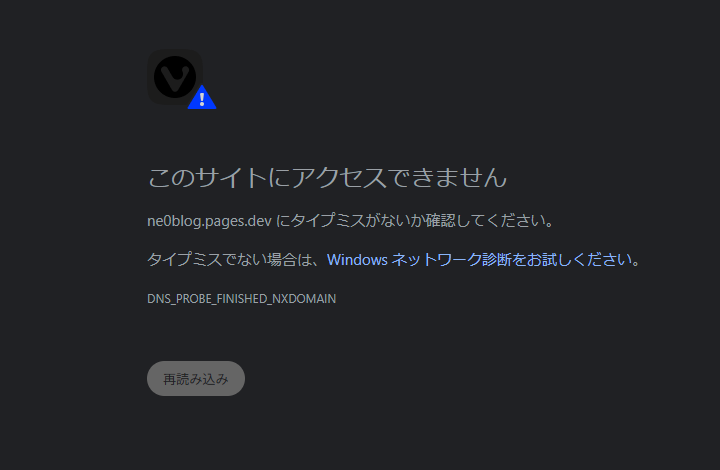 このサイトにアクセスできません
ne0blog.pages.dev にタイプミスがないか確認してください。
タイプミスでない場合は、Windows ネットワーク診断をお試しください。
DNS_PROBE_FINISHED_NXDOMAIN
再読み込み